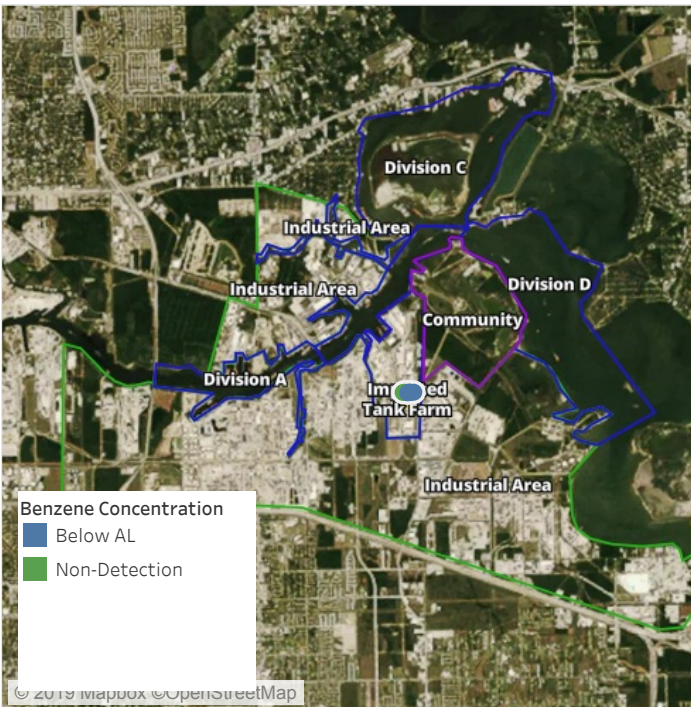 Division C
Industrial Area
Industrial Area
Division D
Community
Division A
Tank Farm
Industrial Area
Benzene Concentration
Below AL
Non-Detection
© 2019 Mapbox ©OpenStreetMap